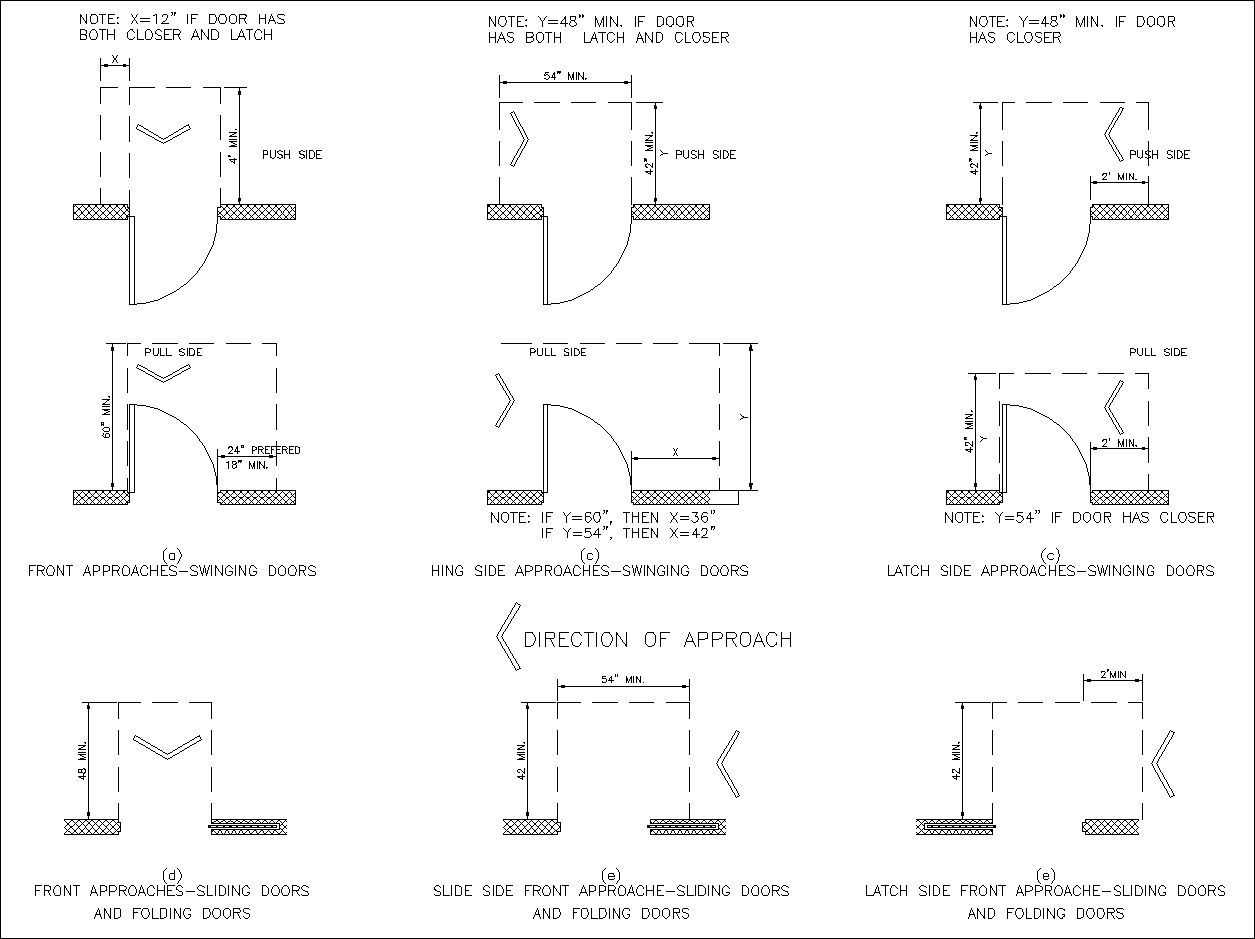 NOTE: X=12" IF DOOR HAS
BOTH CLOSER AND LATCH
X
4' MIN.
PUSH SIDE
NOTE: Y=48" MIN. IF DOOR
HAS BOTH LATCH AND CLOSER
54" MIN.
42" MIN.
Y
PUSH SIDE
NOTE: Y=48" MIN. IF DOOR
HAS CLOSER
42" MIN.
Y
PUSH SIDE
2' MIN.
PULL SIDE
60" MIN.
24" PREFERED
18" MIN.
PULL SIDE
Y
X
NOTE: IF Y=60", THEN X=36"
IF Y=54", THEN X=42"
PULL SIDE
42" MIN.
Y
2' MIN.
NOTE: Y=54" IF DOOR HAS CLOSER
(a)
FRONT APPROACHES-SWINGING DOORS
(c)
HING SIDE APPROACHES-SWINGING DOORS
(c)
LATCH SIDE APPROACHES-SWINGING DOORS
DIRECTION OF APPROACH
48 MIN.
54" MIN.
42 MIN.
2'MIN
42 MIN.
(d)
FRONT APPROACHES-SLIDING DOORS
AND FOLDING DOORS
(e)
SLIDE SIDE FRONT APPROACHE-SLIDING DOORS
AND FOLDING DOORS
(e)
LATCH SIDE FRONT APPROACHE-SLIDING DOORS
AND FOLDING DOORS